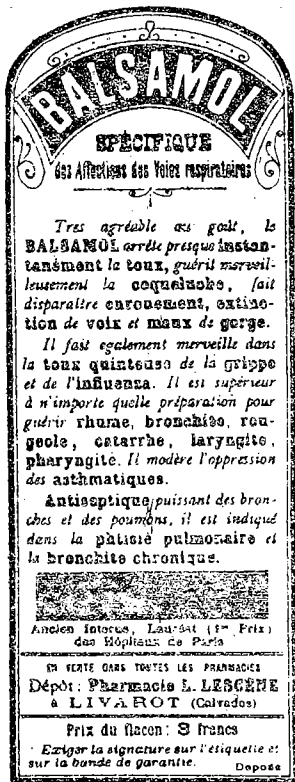 BALSAMOL
SPÉCIFIQUE
des Affections des Voies respiratoires
Très agréable au goût, le
BALSAMOL arrête presque instan-
tanément la toux, guérit merveil-
leusement la coqueluche, fait
disparaître enrouement, extinc-
tion de voix et maux de gorge.
Il fait également merveille dans
la toux quinteuse de la grippe
et de l'influenza. Il est supérieur
à n'importe quelle préparation pour
guérir rhume, bronchite, rou-
geole, catarrhe, laryngite,
pharyngite. Il modère l'oppression
des asthmatiques.
Antiseptique puissant des bron-
ches et des poumons, il est indiqué
dans la phtisie pulmonaire et
la bronchite chronique.
Ancien Interne, Lauréat (1er Prix)
des Hôpitaux de Paris
EN VENTE DANS TOUTES LES PHARMACIES
Dépôt : Pharmacie L. LESCÈNE
à LIVAROT (Calvados)
Prix du flacon : 3 francs
Exiger la signature sur l'étiquette et
sur la bande de garantie. Déposé